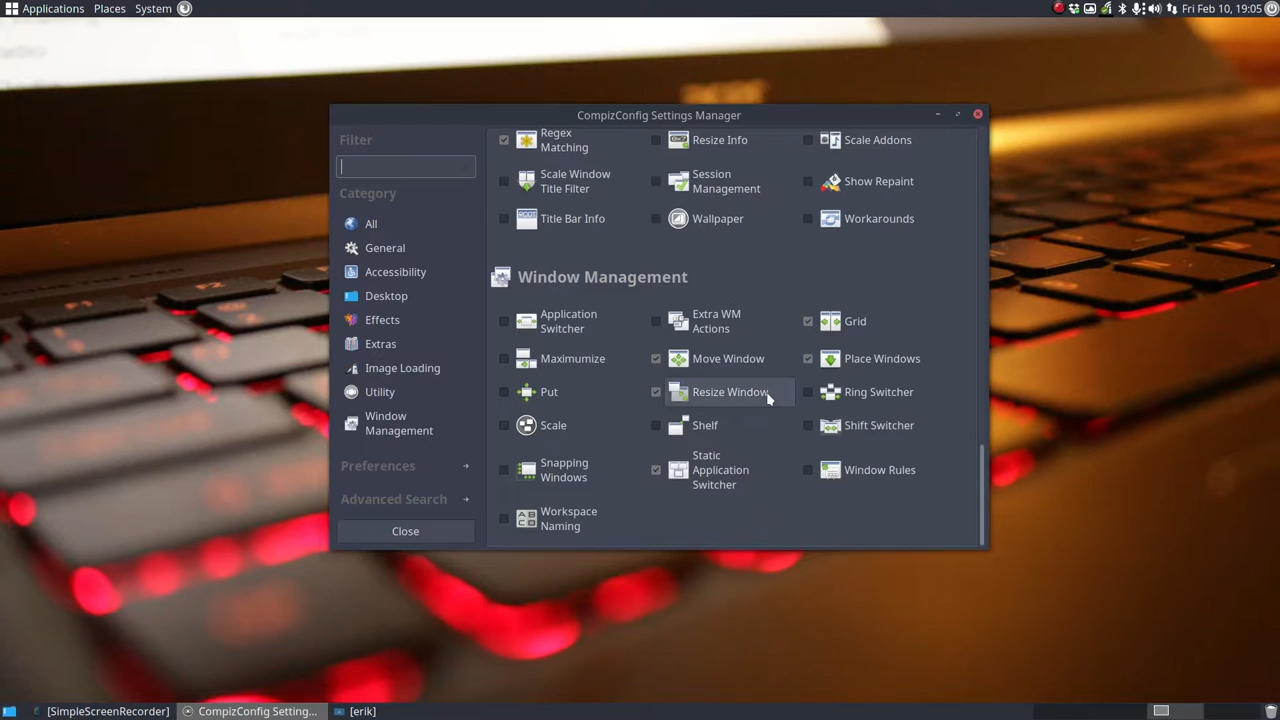 Applications Places System Fri Feb 10, 19:05
CompizConfig Settings Manager
Filter
Category
All
General
Accessibility
Desktop
Effects
Extras
Image Loading
Utility
Window
Management
Preferences
Advanced Search
Close
Regex
Matching
Resize Info
Scale Addons
Scale Window
Title Filter
Session
Management
Show Repaint
Title Bar Info
Wallpaper
Workarounds
Window Management
Application
Switcher
Extra WM
Actions
Grid
Maximumize
Move Window
Place Windows
Put
Resize Window
Ring Switcher
Scale
Shelf
Shift Switcher
Snapping
Windows
Static
Application
Switcher
Window Rules
Workspace
Naming
[SimpleScreenRecorder] CompizConfig Setting... [erik]